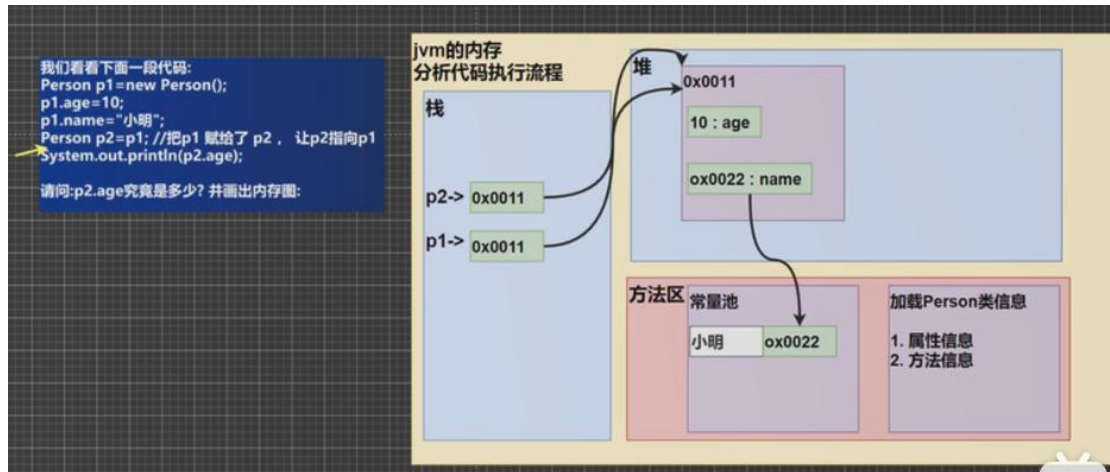 我们看看下面一段代码:
Person p1=new Person();
p1.age=10;
p1.name="小明";
Person p2=p1; //把p1 赋给了 p2 ， 让p2指向p1
System.out.println(p2.age);
请问:p2.age究竟是多少? 并画出内存图:
jvm的内存
分析代码执行流程
栈
p2-> 0x0011
p1-> 0x0011
堆
0x0011
10 : age
ox0022 : name
方法区
常量池
小明 ox0022
加载Person类信息
1. 属性信息
2. 方法信息